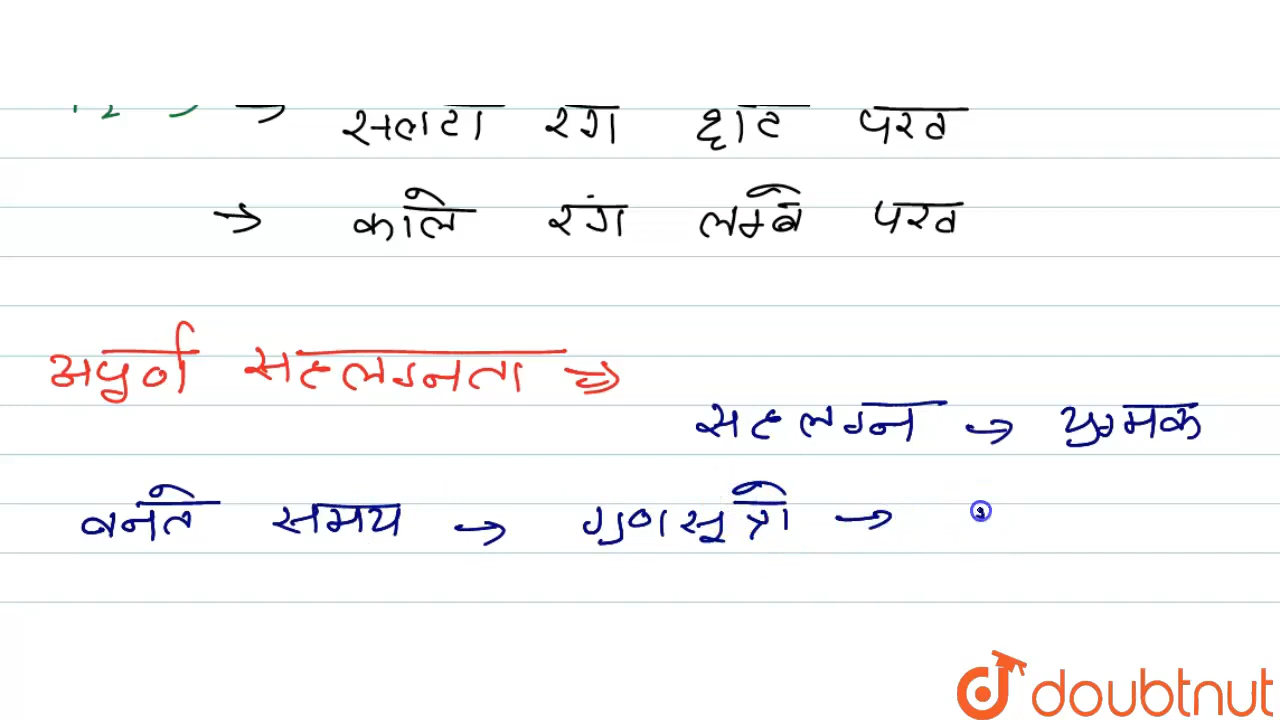 → सलेटी रंग छोटे पंख
→ काले रंग लम्बे पंख
अपूर्ण सहलग्नता ⇒
सहलग्न → युग्मक
बनते समय → गुणसूत्रो →
doubtnut